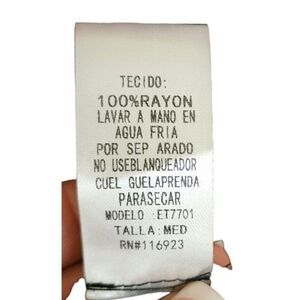 TECIDO:
100%RAYON
LAVAR A MANO EN
AGUA FRIA
POR SEP ARADO
NO USEBLANQUEADOR
CUEL GUELAPRENDA
PARASECAR
MODELO : ET7701
TALLA: MED
RN#116923